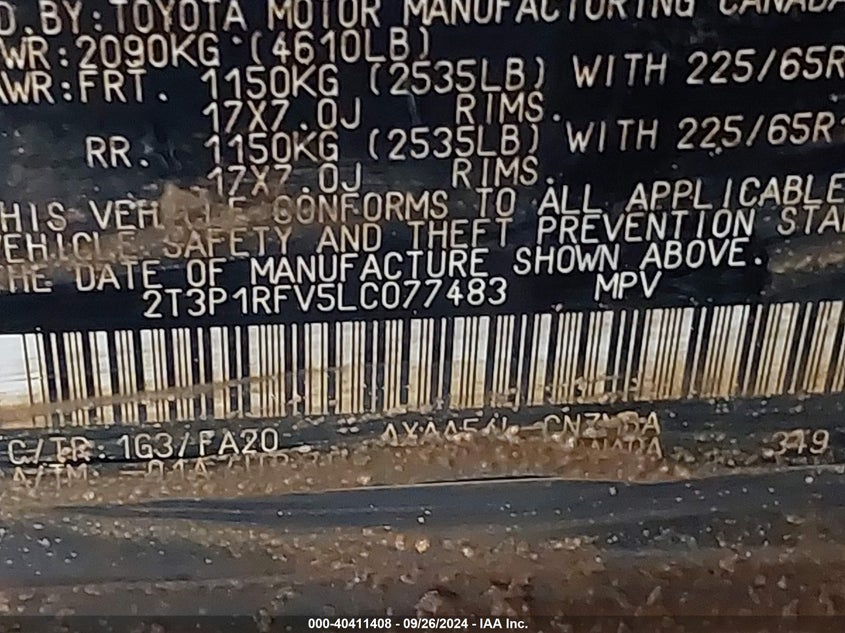 D.BY:TOYOTA MOTOR MANUFACTURING CANADA
WR:2090KG (4610LB)
AWR:FRT. 1150KG (2535LB) WITH 225/65R
17X7.0J RIMS.
RR. 1150KG (2535LB) WITH 225/65R
17X7.0J RIMS.
HIS VEHICLE CONFORMS TO ALL APPLICABLE
VEHICLE SAFETY AND THEFT PREVENTION STA
HE DATE OF MANUFACTURE SHOWN ABOVE.
2T3P1RFV5LC077483 MPV
C/TR:1G3/FA20
349
A/TM
000-40411408 - 09/26/2024 - IAA Inc.